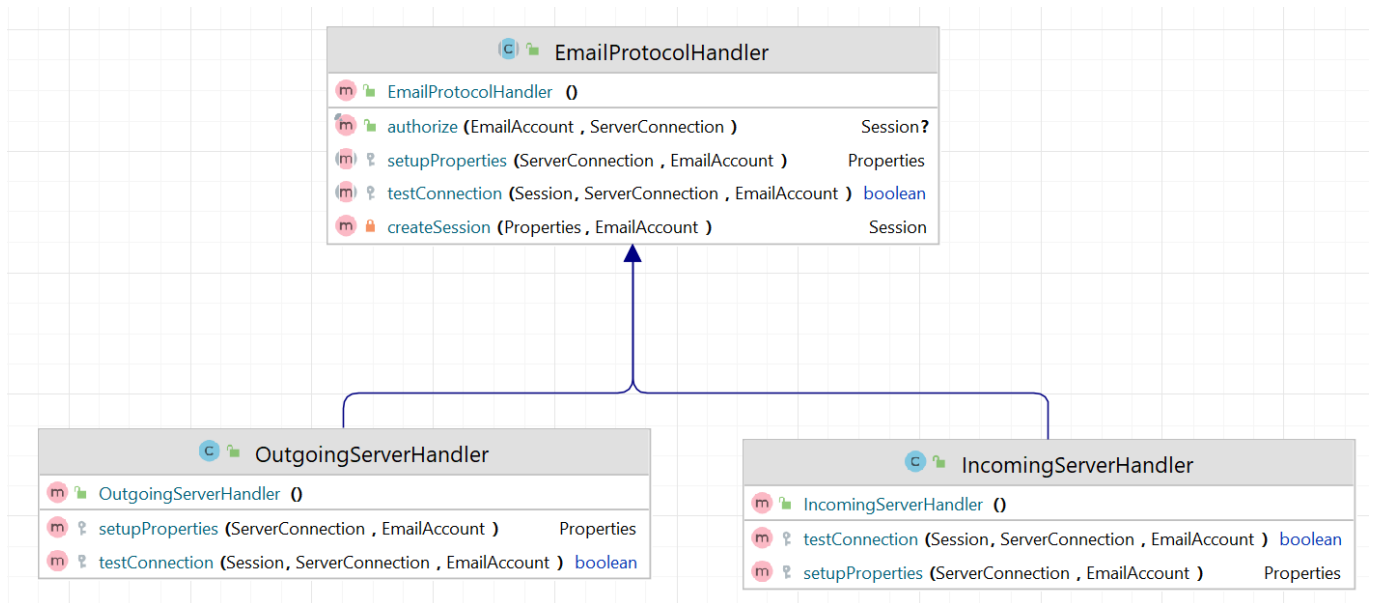 EmailProtocolHandler
EmailProtocolHandler ()
authorize (EmailAccount , ServerConnection ) Session?
setupProperties (ServerConnection , EmailAccount ) Properties
testConnection (Session, ServerConnection , EmailAccount ) boolean
createSession (Properties , EmailAccount ) Session
OutgoingServerHandler
OutgoingServerHandler ()
setupProperties (ServerConnection , EmailAccount ) Properties
testConnection (Session, ServerConnection , EmailAccount ) boolean
IncomingServerHandler
IncomingServerHandler ()
testConnection (Session, ServerConnection , EmailAccount ) boolean
setupProperties (ServerConnection , EmailAccount ) Properties